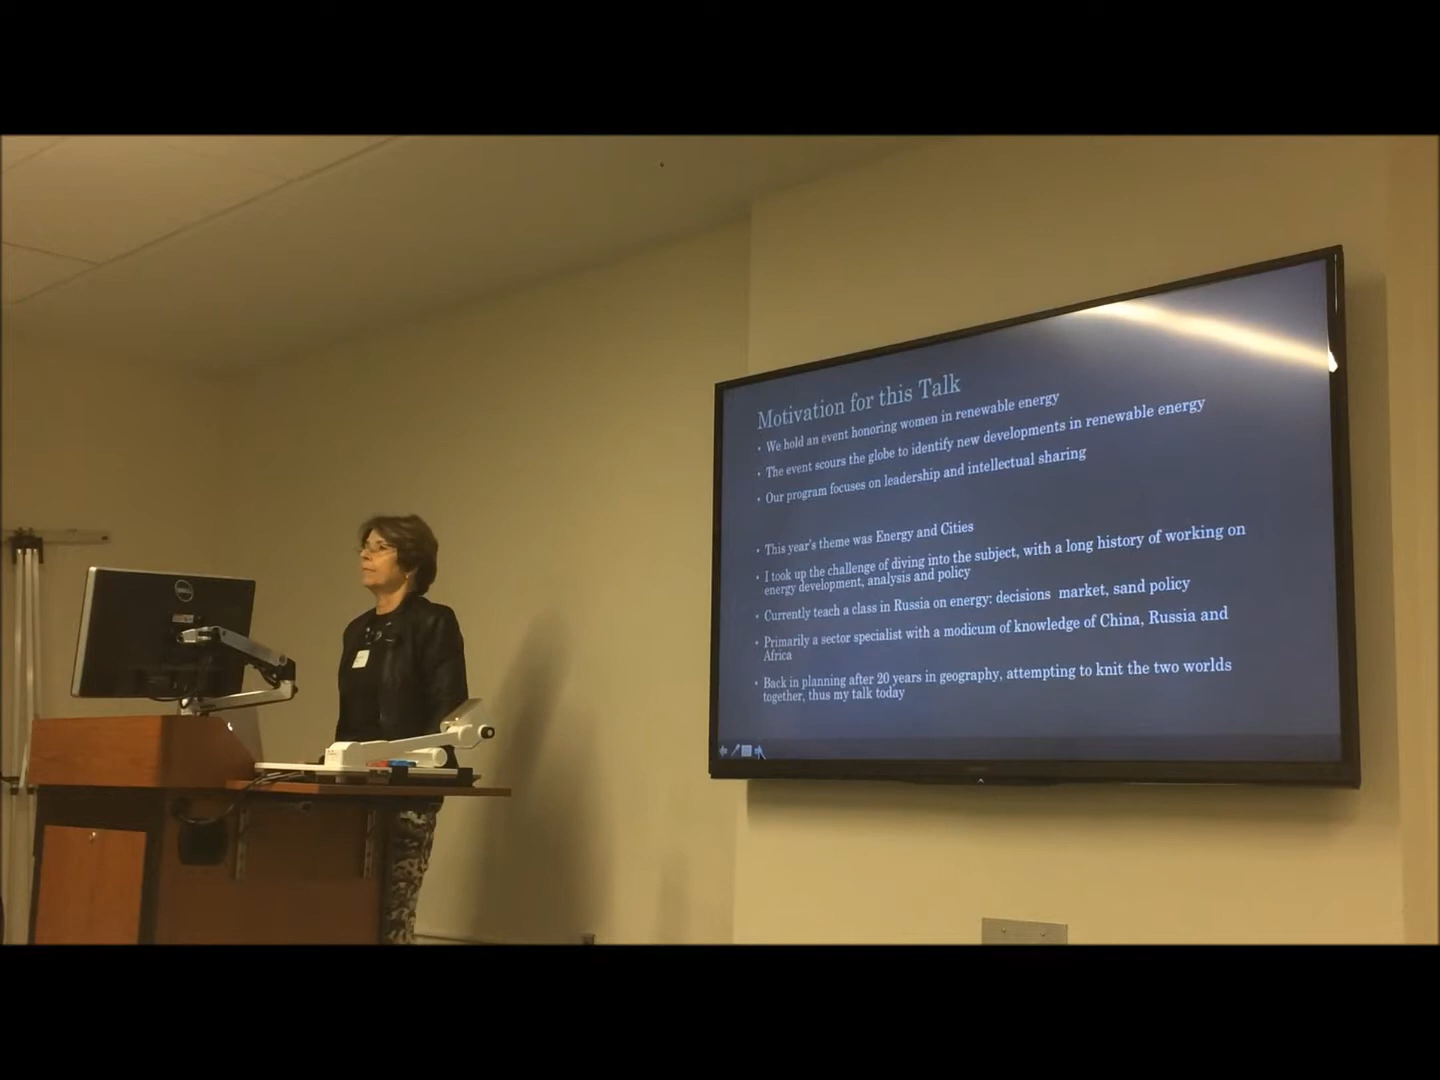 Motivation for this Talk
We hold an event honoring women in renewable energy
The event scours the globe to identify new developments in renewable energy
Our program focuses on leadership and intellectual sharing
This year's theme was Energy and Cities
I took up the challenge of diving into the subject, with a long history of working on
energy development, analysis and policy
Currently teach a class in Russia on energy: decisions market, sand policy
Primarily a sector specialist with a modicum of knowledge of China, Russia and
Africa
Back in planning after 20 years in geography, attempting to knit the two worlds
together, thus my talk today
DELL